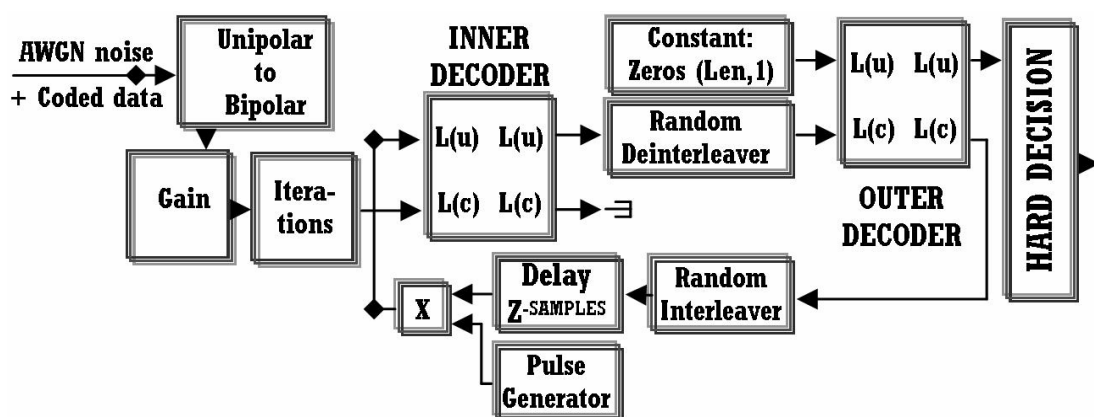 AWGN noise
+ Coded data
Unipolar
to
Bipolar
Gain
Itera-
tions
INNER
DECODER
L(u) L(u)
L(c) L(c)
Constant:
Zeros (Len,1)
Random
Deinterleaver
L(u) L(u)
L(c) L(c)
OUTER
DECODER
HARD DECISION
X
Delay
Z-SAMPLES
Random
Interleaver
Pulse
Generator